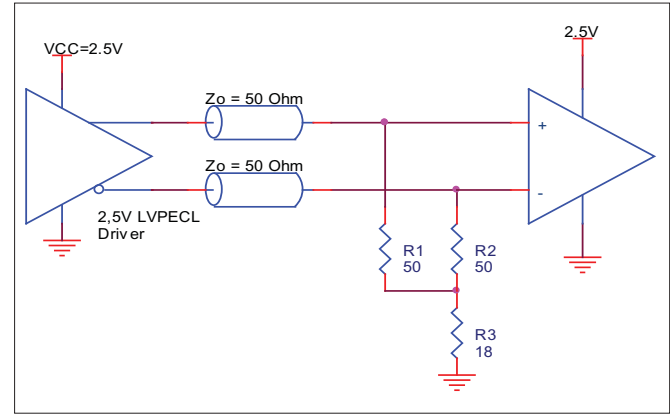 VCC=2.5V
2.5V
Zo = 50 Ohm
Zo = 50 Ohm
+
-
2,5V LVPECL
Driver
R1
50
R2
50
R3
18